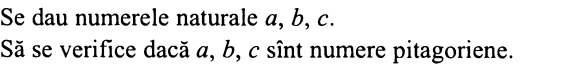 Se dau numerele naturale a, b, c.
Să se verifice dacă a, b, c sînt numere pitagoriene.